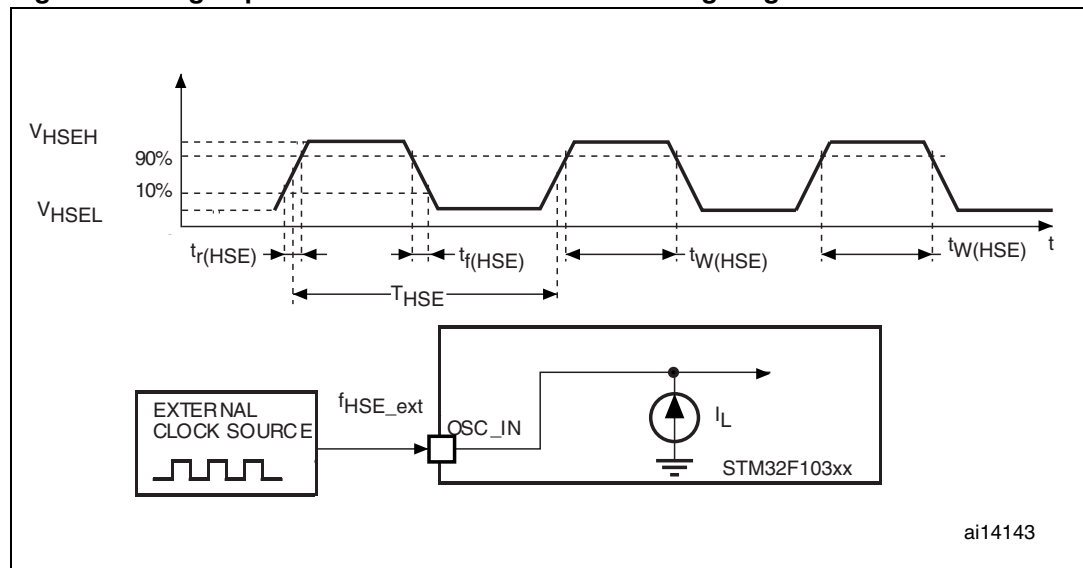 VHSEH
90%
10%
VHSEL
tr(HSE)
tf(HSE)
tW(HSE)
tW(HSE)
t
THSE
EXTERNAL
CLOCK SOURCE
fHSE_ext
OSC_IN
IL
STM32F103xx
ai14143